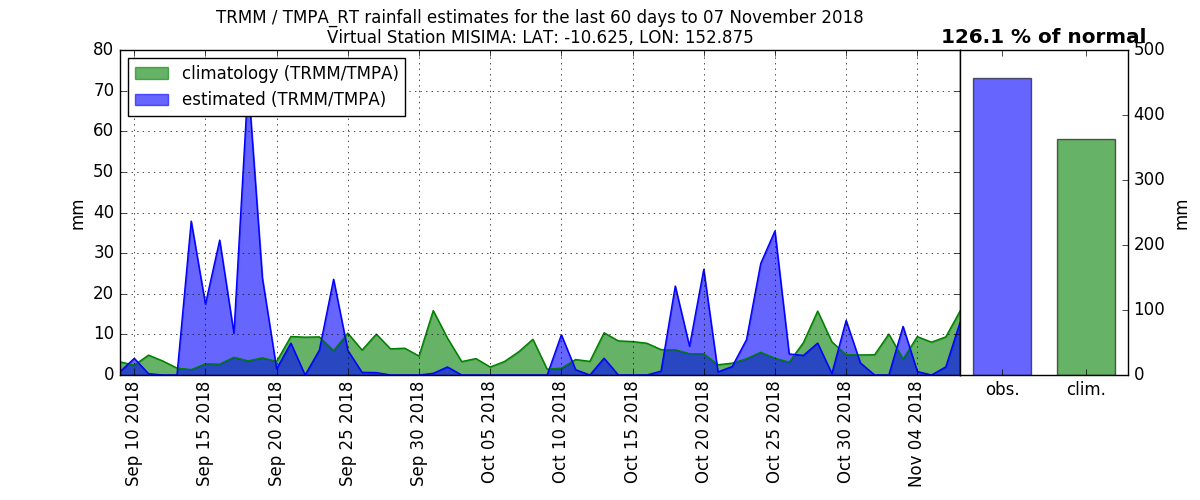 TRMM / TMPA_RT rainfall estimates for the last 60 days to 07 November 2018
Virtual Station MISIMA: LAT: -10.625, LON: 152.875
126.1 % of normal
climatology (TRMM/TMPA)
estimated (TRMM/TMPA)
80
70
60
50
40
30
20
10
0
mm
Sep 10 2018
Sep 15 2018
Sep 20 2018
Sep 25 2018
Sep 30 2018
Oct 05 2018
Oct 10 2018
Oct 15 2018
Oct 20 2018
Oct 25 2018
Oct 30 2018
Nov 04 2018
obs.
clim.
500
400
300
200
100
0
mm